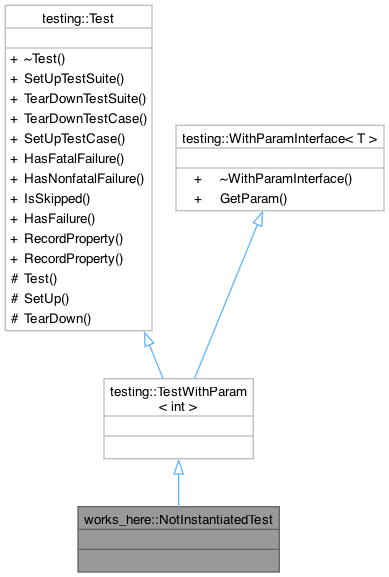 testing::Test
+ ~Test()
+ SetUpTestSuite()
+ TearDownTestSuite()
+ TearDownTestCase()
+ SetUpTestCase()
+ HasFatalFailure()
+ HasNonfatalFailure()
+ IsSkipped()
+ HasFailure()
+ RecordProperty()
+ RecordProperty()
# Test()
# SetUp()
# TearDown()
testing::WithParamInterface< T >
+ ~WithParamInterface()
+ GetParam()
testing::TestWithParam
< int >
works_here::NotInstantiatedTest